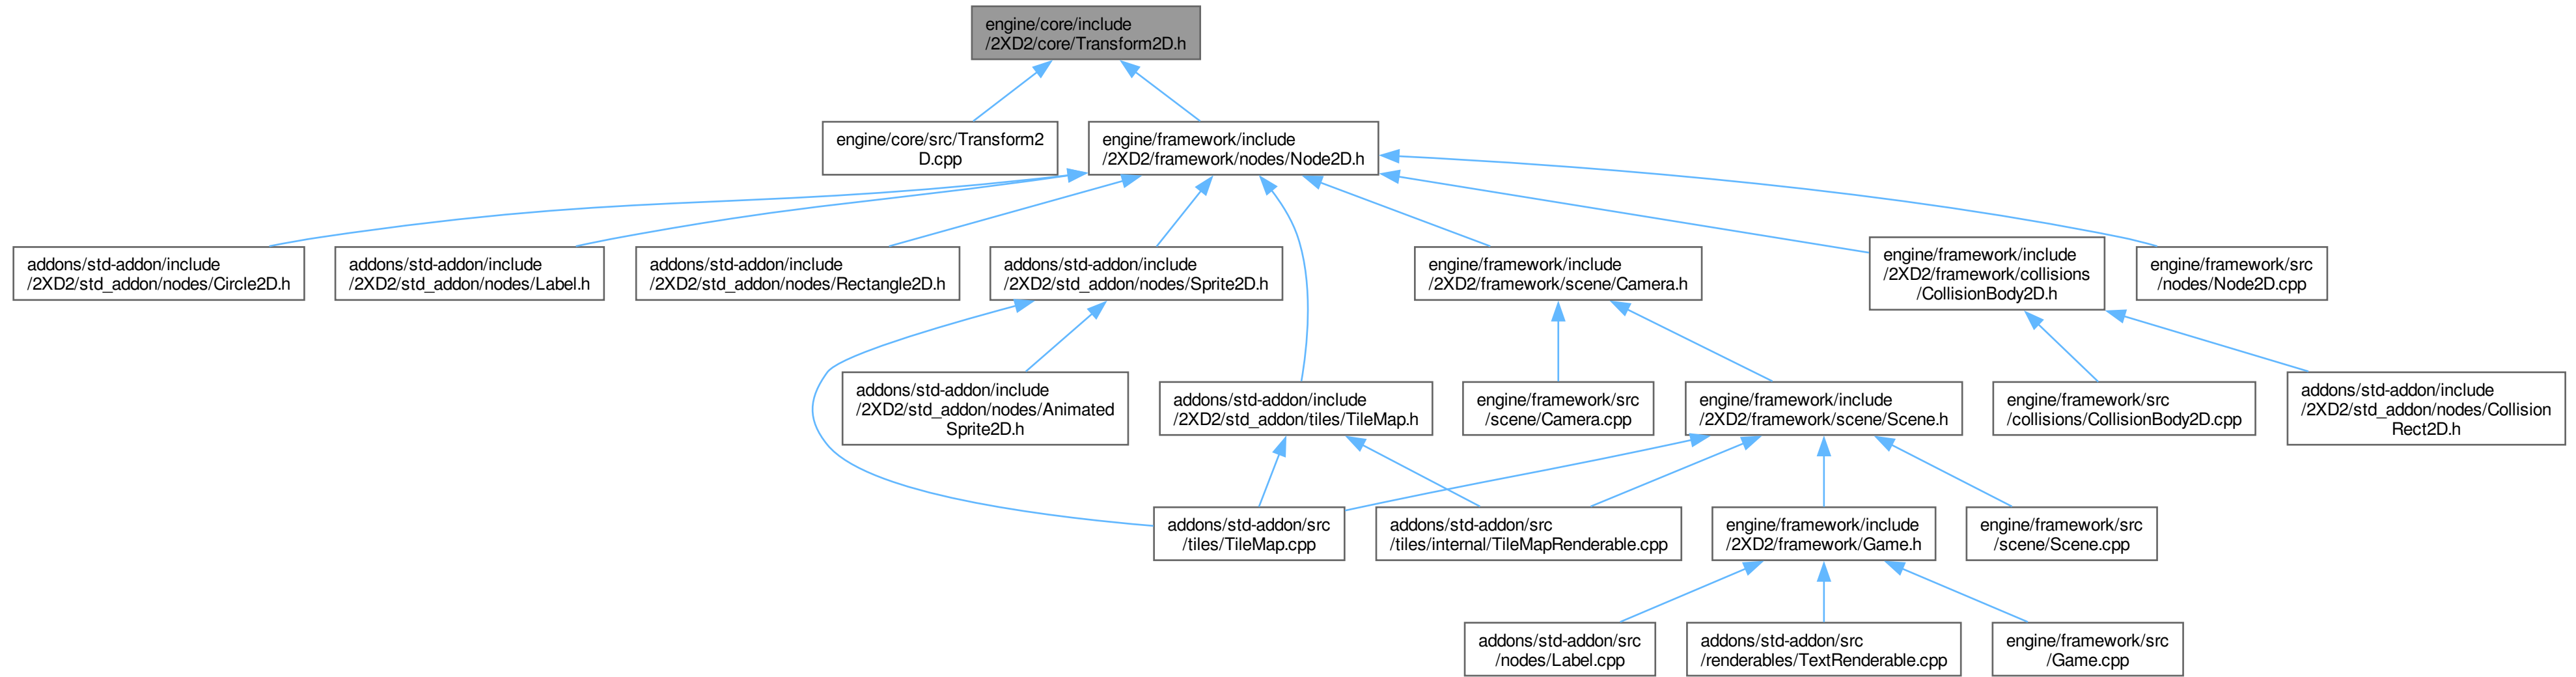 engine/core/include
/2XD2/core/Transform2D.h
engine/core/src/Transform2
D.cpp
engine/framework/include
/2XD2/framework/nodes/Node2D.h
addons/std-addon/include
/2XD2/std_addon/nodes/Circle2D.h
addons/std-addon/include
/2XD2/std_addon/nodes/Label.h
addons/std-addon/include
/2XD2/std_addon/nodes/Rectangle2D.h
addons/std-addon/include
/2XD2/std_addon/nodes/Sprite2D.h
engine/framework/include
/2XD2/framework/scene/Camera.h
engine/framework/include
/2XD2/framework/collisions
/CollisionBody2D.h
engine/framework/src
/nodes/Node2D.cpp
addons/std-addon/include
/2XD2/std_addon/nodes/Animated
Sprite2D.h
addons/std-addon/include
/2XD2/std_addon/tiles/TileMap.h
engine/framework/src
/scene/Camera.cpp
engine/framework/include
/2XD2/framework/scene/Scene.h
engine/framework/src
/collisions/CollisionBody2D.cpp
addons/std-addon/include
/2XD2/std_addon/nodes/Collision
Rect2D.h
addons/std-addon/src
/tiles/TileMap.cpp
addons/std-addon/src
/tiles/internal/TileMapRenderable.cpp
engine/framework/include
/2XD2/framework/Game.h
engine/framework/src
/scene/Scene.cpp
addons/std-addon/src
/nodes/Label.cpp
addons/std-addon/src
/renderables/TextRenderable.cpp
engine/framework/src
/Game.cpp